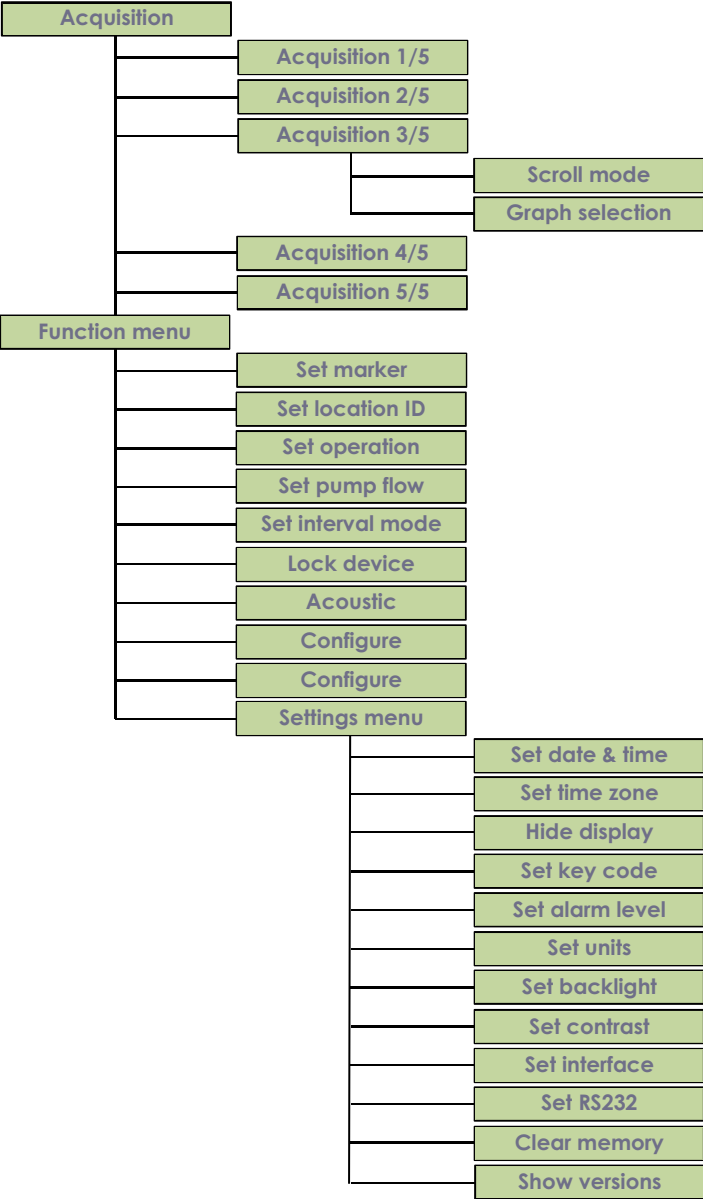 Acquisition
Acquisition 1/5
Acquisition 2/5
Acquisition 3/5
Scroll mode
Graph selection
Acquisition 4/5
Acquisition 5/5
Function menu
Set marker
Set location ID
Set operation
Set pump flow
Set interval mode
Lock device
Acoustic
Configure
Configure
Settings menu
Set date & time
Set time zone
Hide display
Set key code
Set alarm level
Set units
Set backlight
Set contrast
Set interface
Set RS232
Clear memory
Show versions